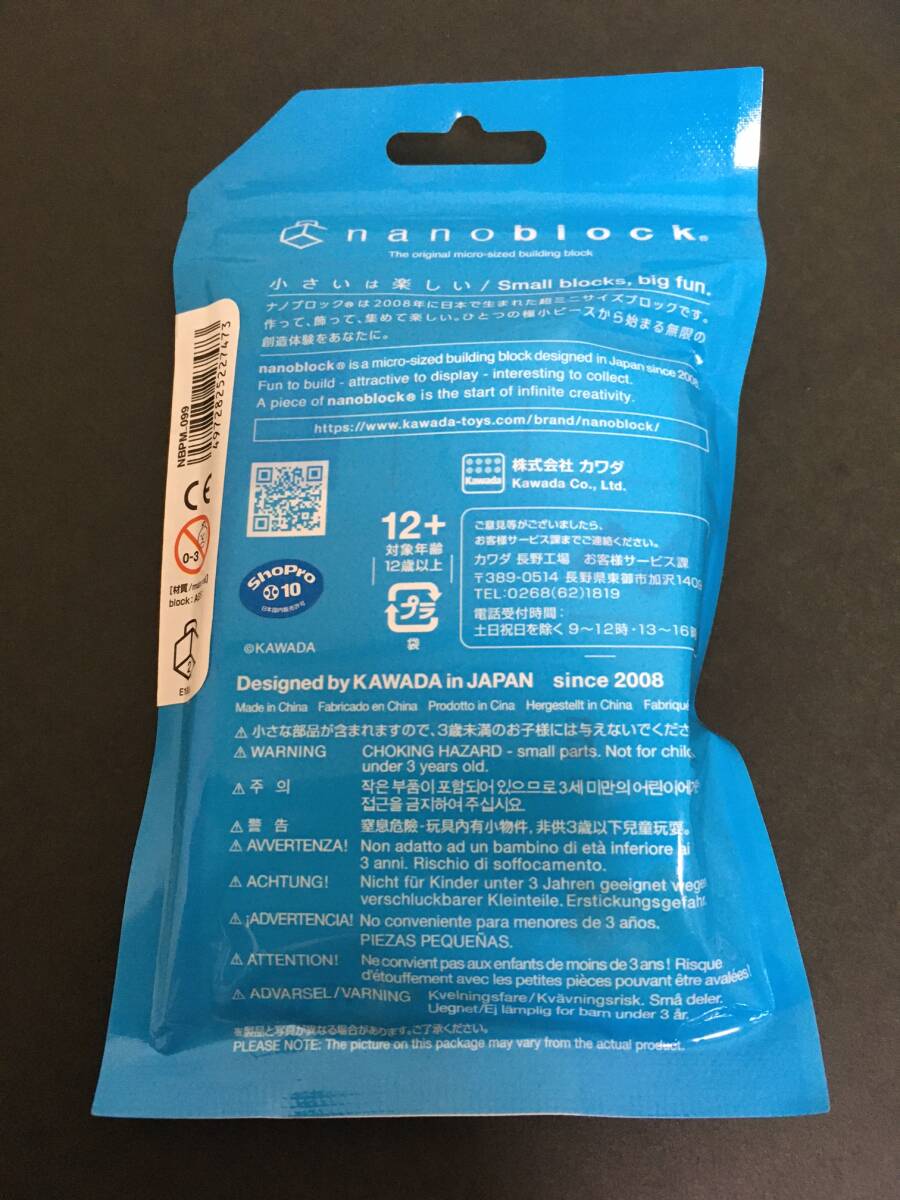 nanoblock®
The original micro-sized building block
小さいは楽しい / Small blocks, big fun.
ナノブロック®は2008年に日本で生まれた超ミニサイズブロックです。
作って、飾って、集めて楽しい。ひとつの極小ピースから始まる無限の
創造体験をあなたに。
nanoblock® is a micro-sized building block designed in Japan since 2008.
Fun to build - attractive to display - interesting to collect.
A piece of nanoblock® is the start of infinite creativity.
https://www.kawada-toys.com/brand/nanoblock/
4972825227473
NBPM-099
CE
0-3
[材質/
block: A
2
Kawada
株式会社 カワダ
Kawada Co., Ltd.
ShoPro
10
日本国内販売許可
©KAWADA
12+
対象年齢
12歳以上
プラ
袋
ご意見等がございましたら、
お客様サービス課までご連絡ください。
カワダ 長野工場 お客様サービス課
〒389-0514 長野県東御市加沢1409
TEL:0268(62)1819
電話受付時間:
土日祝日を除く 9〜12時・13〜16時
Designed by KAWADA in JAPAN since 2008
Made in China Fabricado en China Prodotto in Cina Hergestellt in China Fabriqué
⚠ 小さな部品が含まれますので、3歳未満のお子様には与えないでくださ
⚠ WARNING CHOKING HAZARD - small parts. Not for chil
under 3 years old.
⚠ 주 의 작은 부품이 포함되어 있으므로 3세 미만의 어린이에게
접근을 금지하여 주십시요.
⚠ 警 告 窒息危險-玩具內有小物件, 非供3歲以下兒童玩耍。
⚠ AVVERTENZA! Non adatto ad un bambino di età inferiore ai
3 anni. Rischio di soffocamento.
⚠ ACHTUNG! Nicht für Kinder unter 3 Jahren geeignet wegen
verschluckbarer Kleinteile. Erstickungsgefahr.
⚠ ¡ADVERTENCIA! No conveniente para menores de 3 años.
PIEZAS PEQUEÑAS.
⚠ ATTENTION! Ne convient pas aux enfants de moins de 3 ans! Risque
d'étouffement avec les petites pièces pouvant être avalées!
⚠ ADVARSEL/VARNING Kvelningsfare/Kvävningsrisk. Små deler.
Uegnet/Ej lämplig for barn under 3 år.
※製品と写真が異なる場合があります。ご了承ください。
PLEASE NOTE: The picture on this package may vary from the actual product.